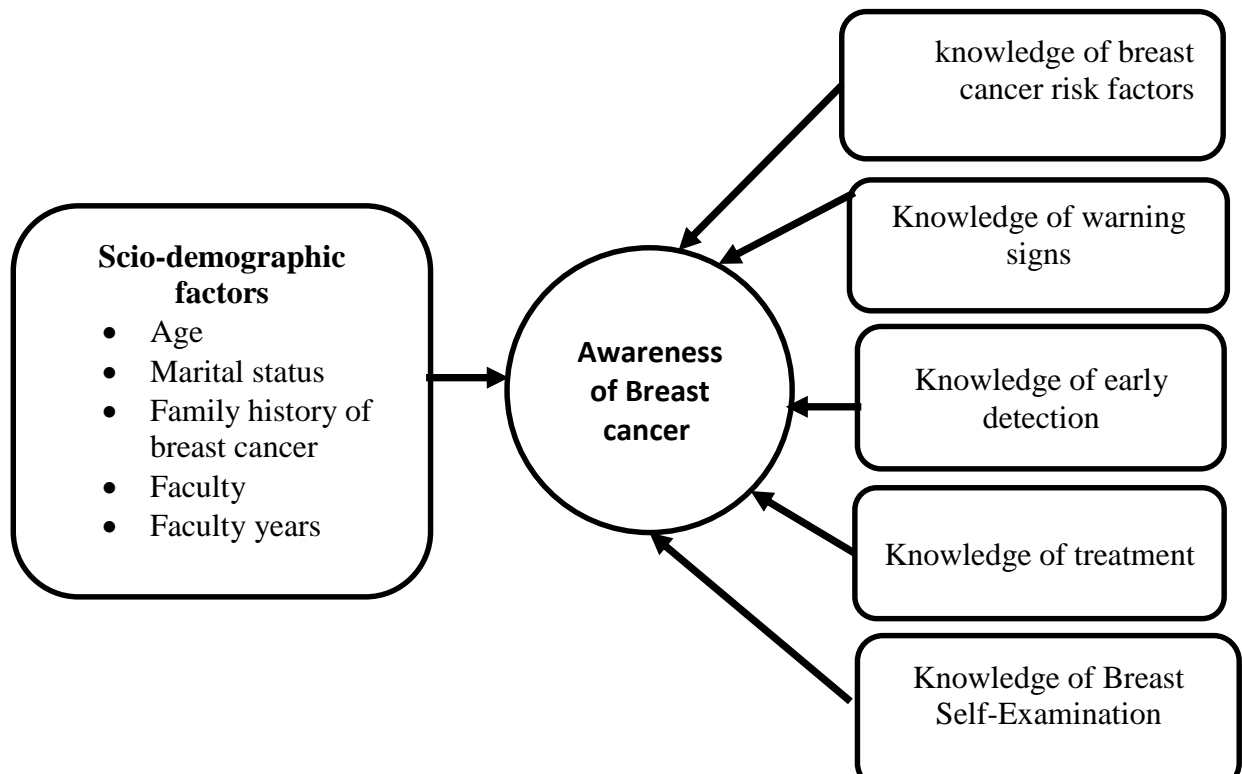 Scio-demographic
factors
• Age
• Marital status
• Family history of
breast cancer
• Faculty
• Faculty years
Awareness
of Breast
cancer
knowledge of breast
cancer risk factors
Knowledge of warning
signs
Knowledge of early
detection
Knowledge of treatment
Knowledge of Breast
Self-Examination